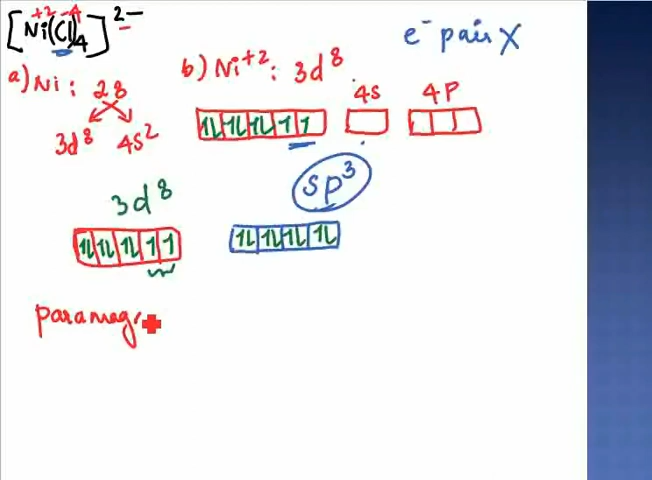 +2 -4
[Ni(Cl)4]2−
e− pair X
a) Ni: 28
3d8 4s2
b) Ni+2: 3d8
4s 4P
sp3
3d8
paramag